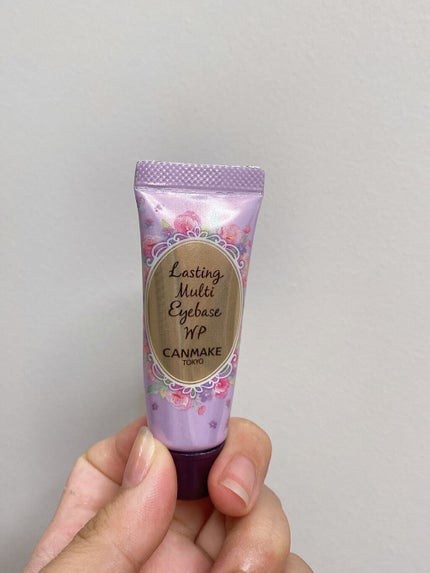 Lasting
Multi
Eyebase
WP
CANMAKE
TOKYO